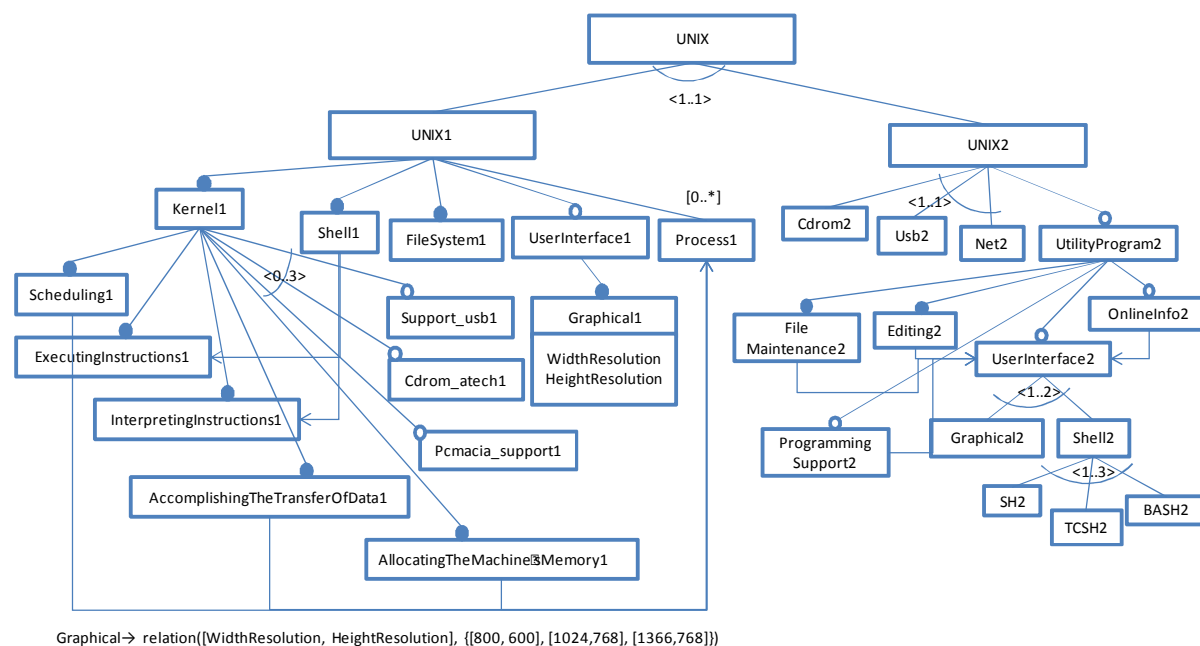 UNIX
<1..1>
UNIX1
UNIX2
Kernel1
Shell1
FileSystem1
UserInterface1
[0..*]
Process1
Cdrom2
<1..1>
Usb2
Net2
UtilityProgram2
Scheduling1
<0..3>
Support_usb1
Graphical1
WidthResolution
HeightResolution
ExecutingInstructions1
Cdrom_atech1
InterpretingInstructions1
Pcmacia_support1
AccomplishingTheTransferOfData1
AllocatingTheMachine�sMemory1
File
Maintenance2
Editing2
OnlineInfo2
UserInterface2
<1..2>
Programming
Support2
Graphical2
Shell2
<1..3>
SH2
TCSH2
BASH2
Graphical→ relation([WidthResolution, HeightResolution], {[800, 600], [1024,768], [1366,768]})